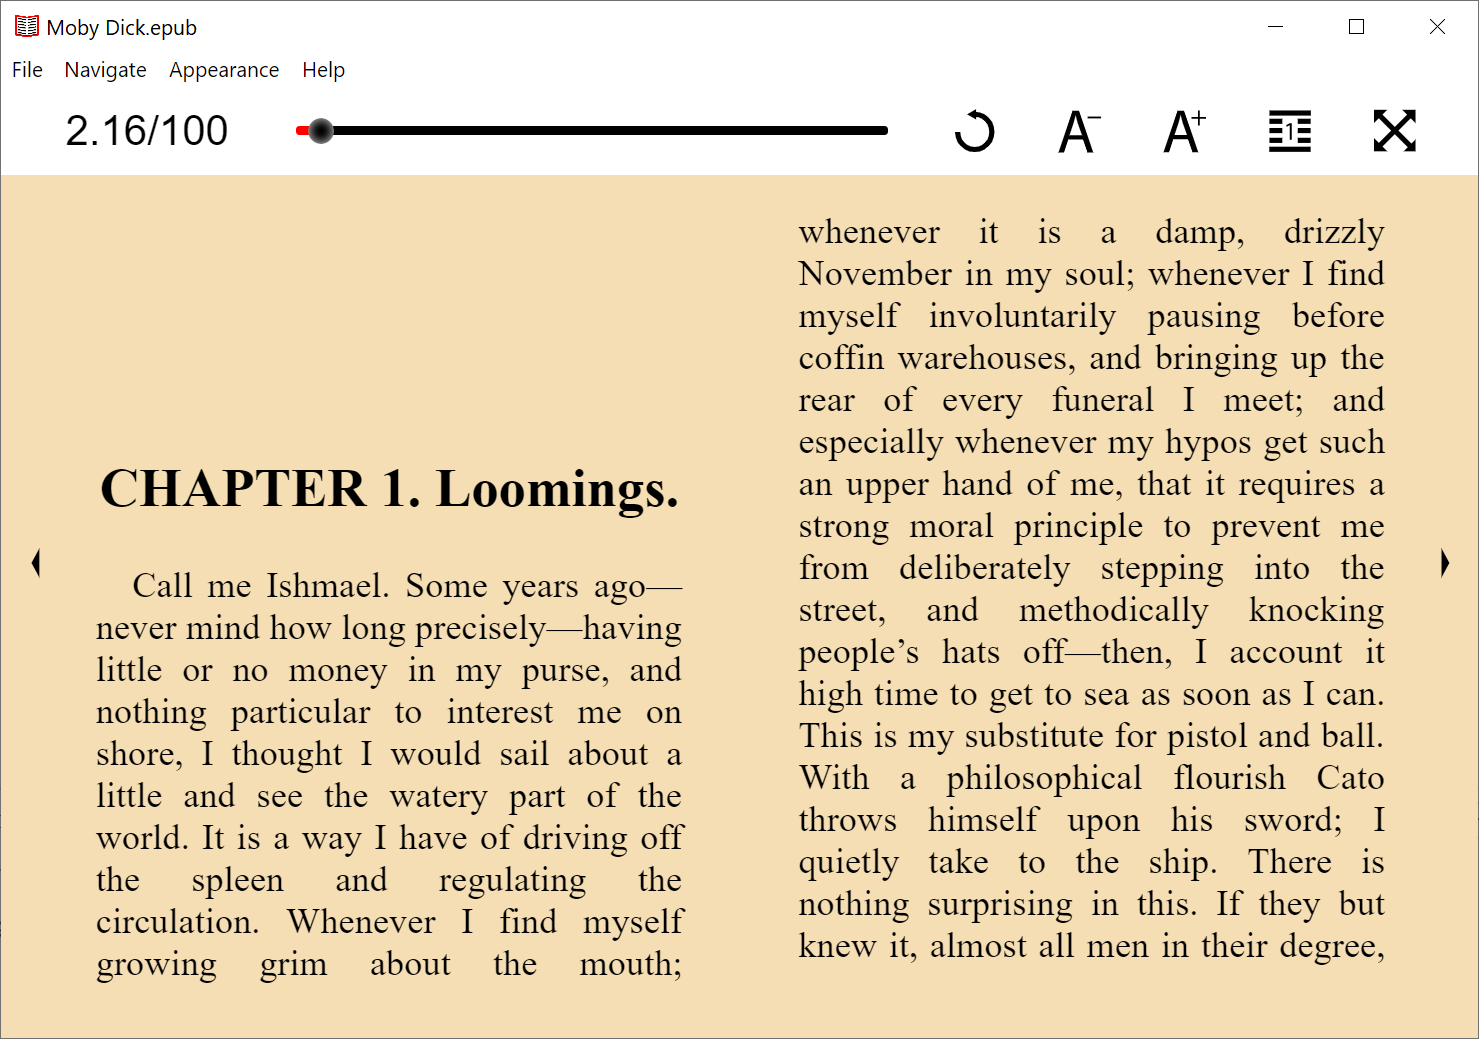 Moby Dick.epub
File Navigate Appearance Help
2.16/100
A-
A+
1
CHAPTER 1. Loomings.
Call me Ishmael. Some years ago—
never mind how long precisely—having
little or no money in my purse, and
nothing particular to interest me on
shore, I thought I would sail about a
little and see the watery part of the
world. It is a way I have of driving off
the spleen and regulating the
circulation. Whenever I find myself
growing grim about the mouth;
whenever it is a damp, drizzly
November in my soul; whenever I find
myself involuntarily pausing before
coffin warehouses, and bringing up the
rear of every funeral I meet; and
especially whenever my hypos get such
an upper hand of me, that it requires a
strong moral principle to prevent me
from deliberately stepping into the
street, and methodically knocking
people’s hats off—then, I account it
high time to get to sea as soon as I can.
This is my substitute for pistol and ball.
With a philosophical flourish Cato
throws himself upon his sword; I
quietly take to the ship. There is
nothing surprising in this. If they but
knew it, almost all men in their degree,